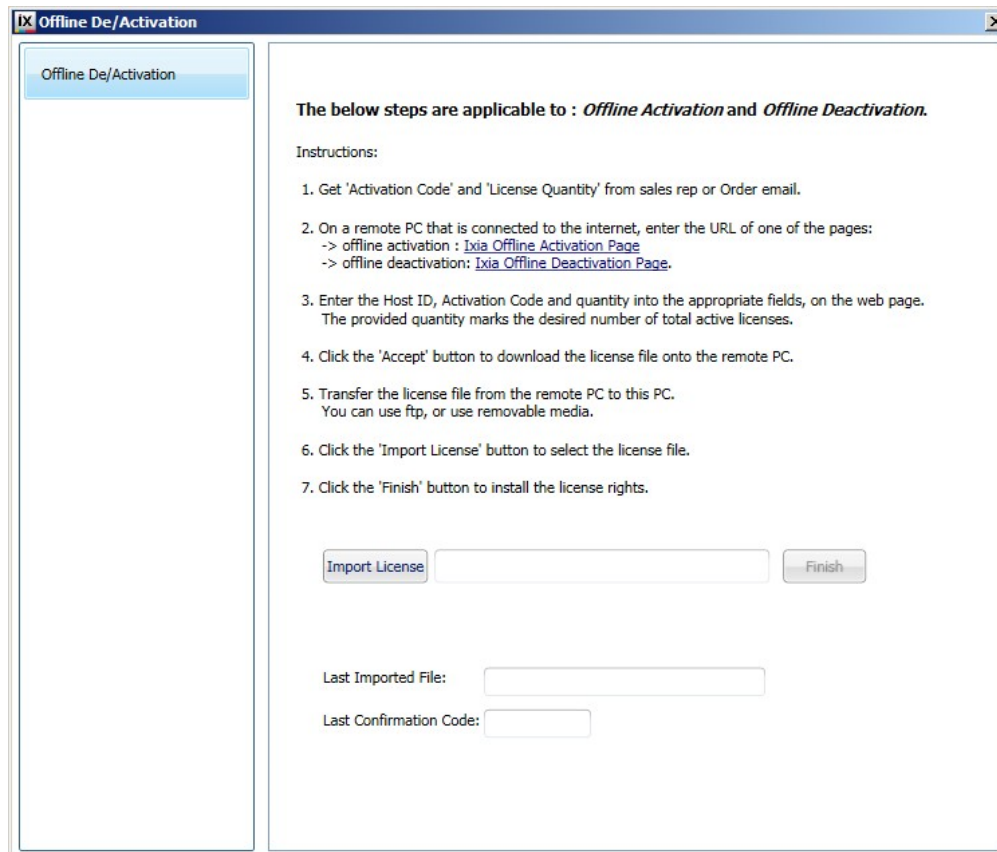 iX Offline De/Activation
Offline De/Activation
The below steps are applicable to : Offline Activation and Offline Deactivation.
Instructions:
1. Get 'Activation Code' and 'License Quantity' from sales rep or Order email.
2. On a remote PC that is connected to the internet, enter the URL of one of the pages:
-> offline activation : Ixia Offline Activation Page
-> offline deactivation: Ixia Offline Deactivation Page.
3. Enter the Host ID, Activation Code and quantity into the appropriate fields, on the web page.
The provided quantity marks the desired number of total active licenses.
4. Click the 'Accept' button to download the license file onto the remote PC.
5. Transfer the license file from the remote PC to this PC.
You can use ftp, or use removable media.
6. Click the 'Import License' button to select the license file.
7. Click the 'Finish' button to install the license rights.
Import License Finish
Last Imported File:
Last Confirmation Code: